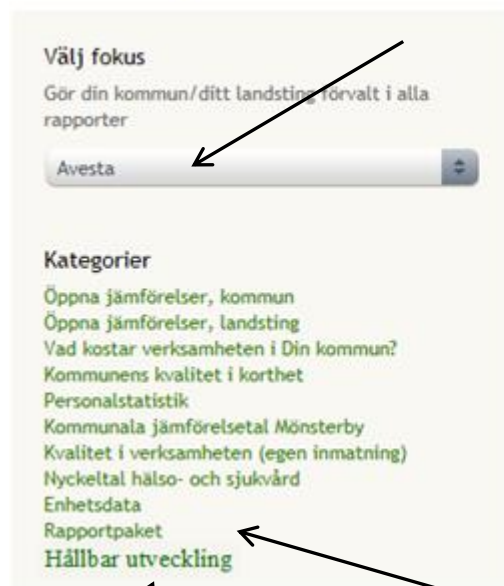 Välj fokus
Gör din kommun/ditt landsting förvalt i alla
rapporter
Avesta
Kategorier
Öppna jämförelser, kommun
Öppna jämförelser, landsting
Vad kostar verksamheten i Din kommun?
Kommunens kvalitet i korthet
Personalstatistik
Kommunala jämförelsetal Mönsterby
Kvalitet i verksamheten (egen inmatning)
Nyckeltal hälso- och sjukvård
Enhetsdata
Rapportpaket
Hållbar utveckling